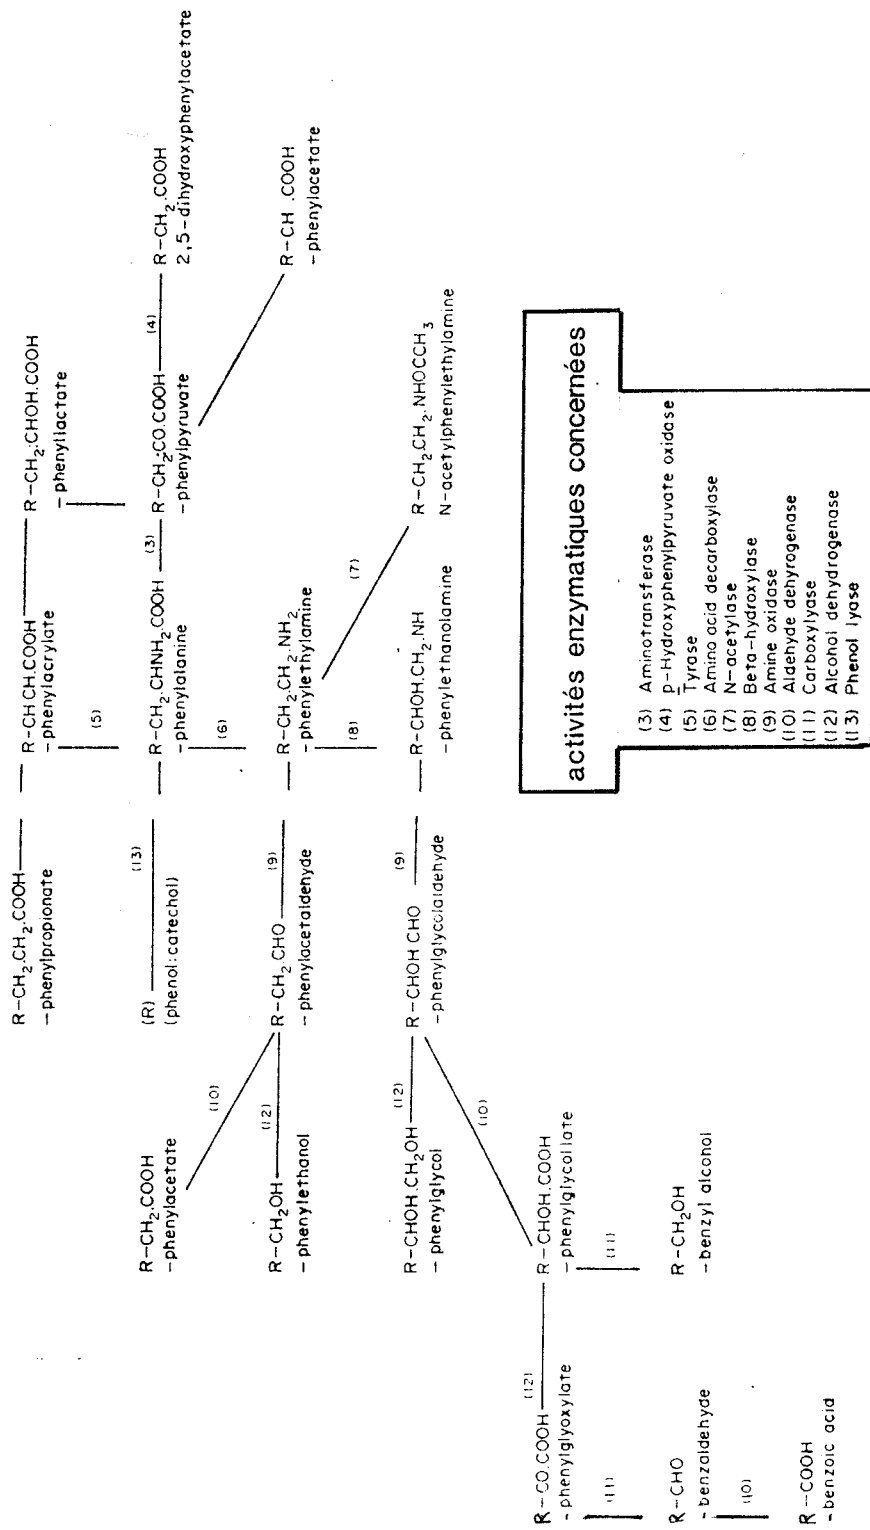 R-CH2.CH2.COOH
-phenylpropionate
R-CHCH.COOH
-phenylacrylate
R-CH2.CHOH.COOH
-phenyllactate
(5)
(R)
(phenol:catechol)
(13)
R-CH2.CHNH2.COOH
-phenylalanine
(3)
R-CH2.CO.COOH
-phenylpyruvate
(4)
R-CH2.COOH
2,5-dihydroxyphenylacetate
R-CH2.COOH
-phenylacetate
(10)
(6)
R-CH .COOH
-phenylacetate
R-CH2OH
-phenylethanol
(12)
R-CH2.CHO
-phenylacetaldenyde
(9)
R-CH2.CH2.NH2
-phenylethylamine
(7)
(8)
R-CHOH.CH2OH
-phenylglycol
(12)
R-CHOH CHO
-phenylglycolaldehyde
(9)
R-CHOH.CH2.NH
-phenylethanolamine
R-CH2.CH2.NHOCCH3
N-acetylphenylethylamine
(10)
R-CO.COOH
-phenylglyoxylate
(12)
R-CHOH.COOH
-phenylglycollate
(11)
(11)
R-CHO
-benzaldehyde
R-CH2OH
-benzyl alcohol
(10)
R-COOH
-benzoic acid
activités enzymatiques concernées
(3) Aminotransferase
(4) p-Hydroxyphenylpyruvate oxidase
(5) Tyrase
(6) Amino acid decarboxylase
(7) N-acetylase
(8) Beta-hydroxylase
(9) Amine oxidase
(10) Aldehyde dehyrogenase
(11) Carboxylyase
(12) Alcohol dehydrogenase
(13) Phenol lyase